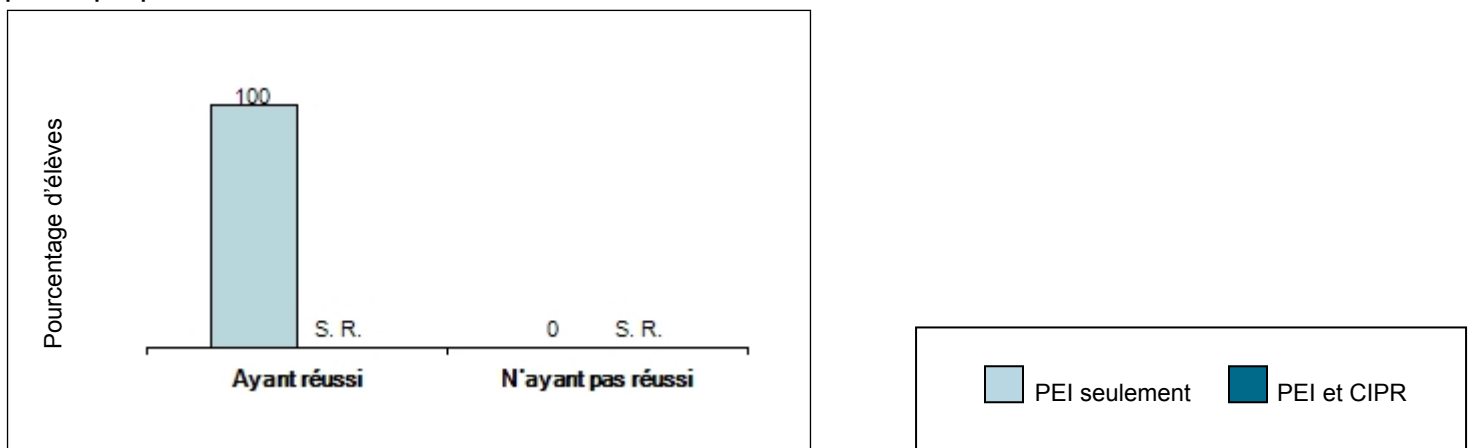 100
Pourcentage d'élèves
S. R.
0
S. R.
Ayant réussi
N'ayant pas réussi
PEI seulement
PEI et CIPR